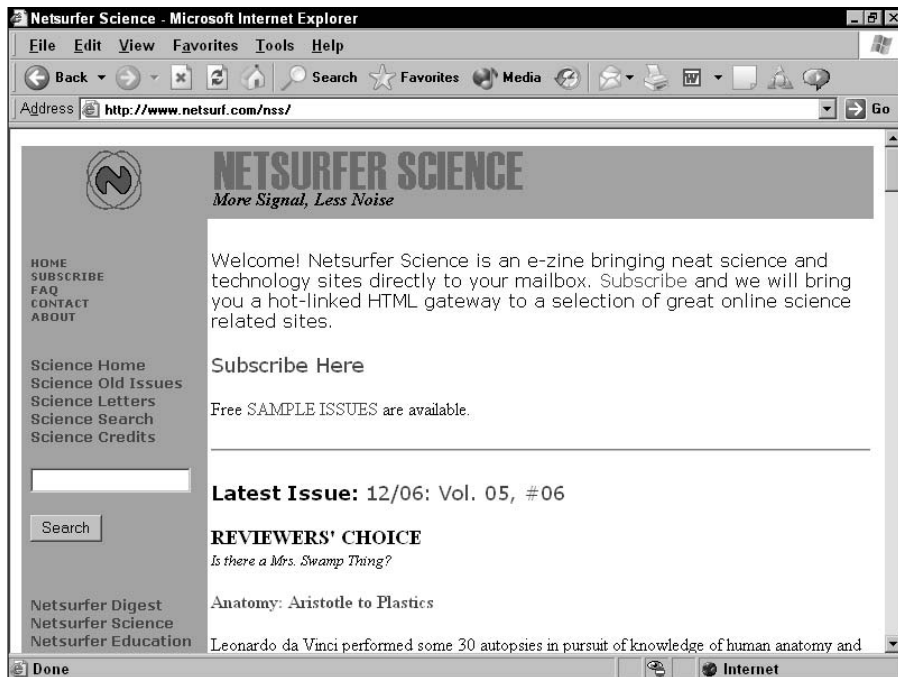 Netsurfer Science - Microsoft Internet Explorer
File Edit View Favorites Tools Help
Back Search Favorites Media
Address http://www.netsurf.com/nss/ Go
NETSURFER SCIENCE
More Signal, Less Noise
HOME
SUBSCRIBE
FAQ
CONTACT
ABOUT
Science Home
Science Old Issues
Science Letters
Science Search
Science Credits
Search
Netsurfer Digest
Netsurfer Science
Netsurfer Education
Welcome! Netsurfer Science is an e-zine bringing neat science and
technology sites directly to your mailbox. Subscribe and we will bring
you a hot-linked HTML gateway to a selection of great online science
related sites.
Subscribe Here
Free SAMPLE ISSUES are available.
Latest Issue: 12/06: Vol. 05, #06
REVIEWERS' CHOICE
Is there a Mrs. Swamp Thing?
Anatomy: Aristotle to Plastics
Leonardo da Vinci performed some 30 autopsies in pursuit of knowledge of human anatomy and
Done Internet